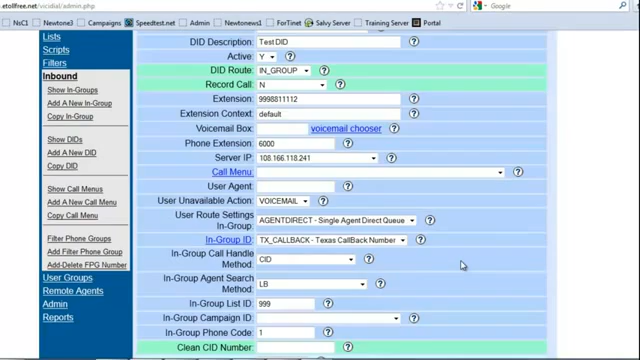 etollfree.net/vicidial/admin.php
Google
NsC1 Newtone3 Campaigns Speedtest.net Admin Newtone1 ForTinet Salvy Server Training Server Portal
Lists
Scripts
Filters
Inbound
Show In-Groups
Add A New In-Group
Copy In-Group
Show DIDs
Add A New DID
Copy DID
Show Call Menus
Add A New Call Menu
Copy Call Menu
Filter Phone Groups
Add Filter Phone Group
Add-Delete FPG Number
User Groups
Remote Agents
Admin
Reports
DID Description: Test DID
Active: Y
DID Route: IN_GROUP
Record Call: N
Extension: 9998811112
Extension Context: default
Voicemail Box: voicemail chooser
Phone Extension: 6000
Server IP: 108.166.118.241
Call Menu:
User Agent:
User Unavailable Action: VOICEMAIL
User Route Settings In-Group: AGENTDIRECT - Single Agent Direct Queue
In-Group ID: TX_CALLBACK - Texas CallBack Number
In-Group Call Handle Method: CID
In-Group Agent Search Method: LB
In-Group List ID: 999
In-Group Campaign ID:
In-Group Phone Code: 1
Clean CID Number: